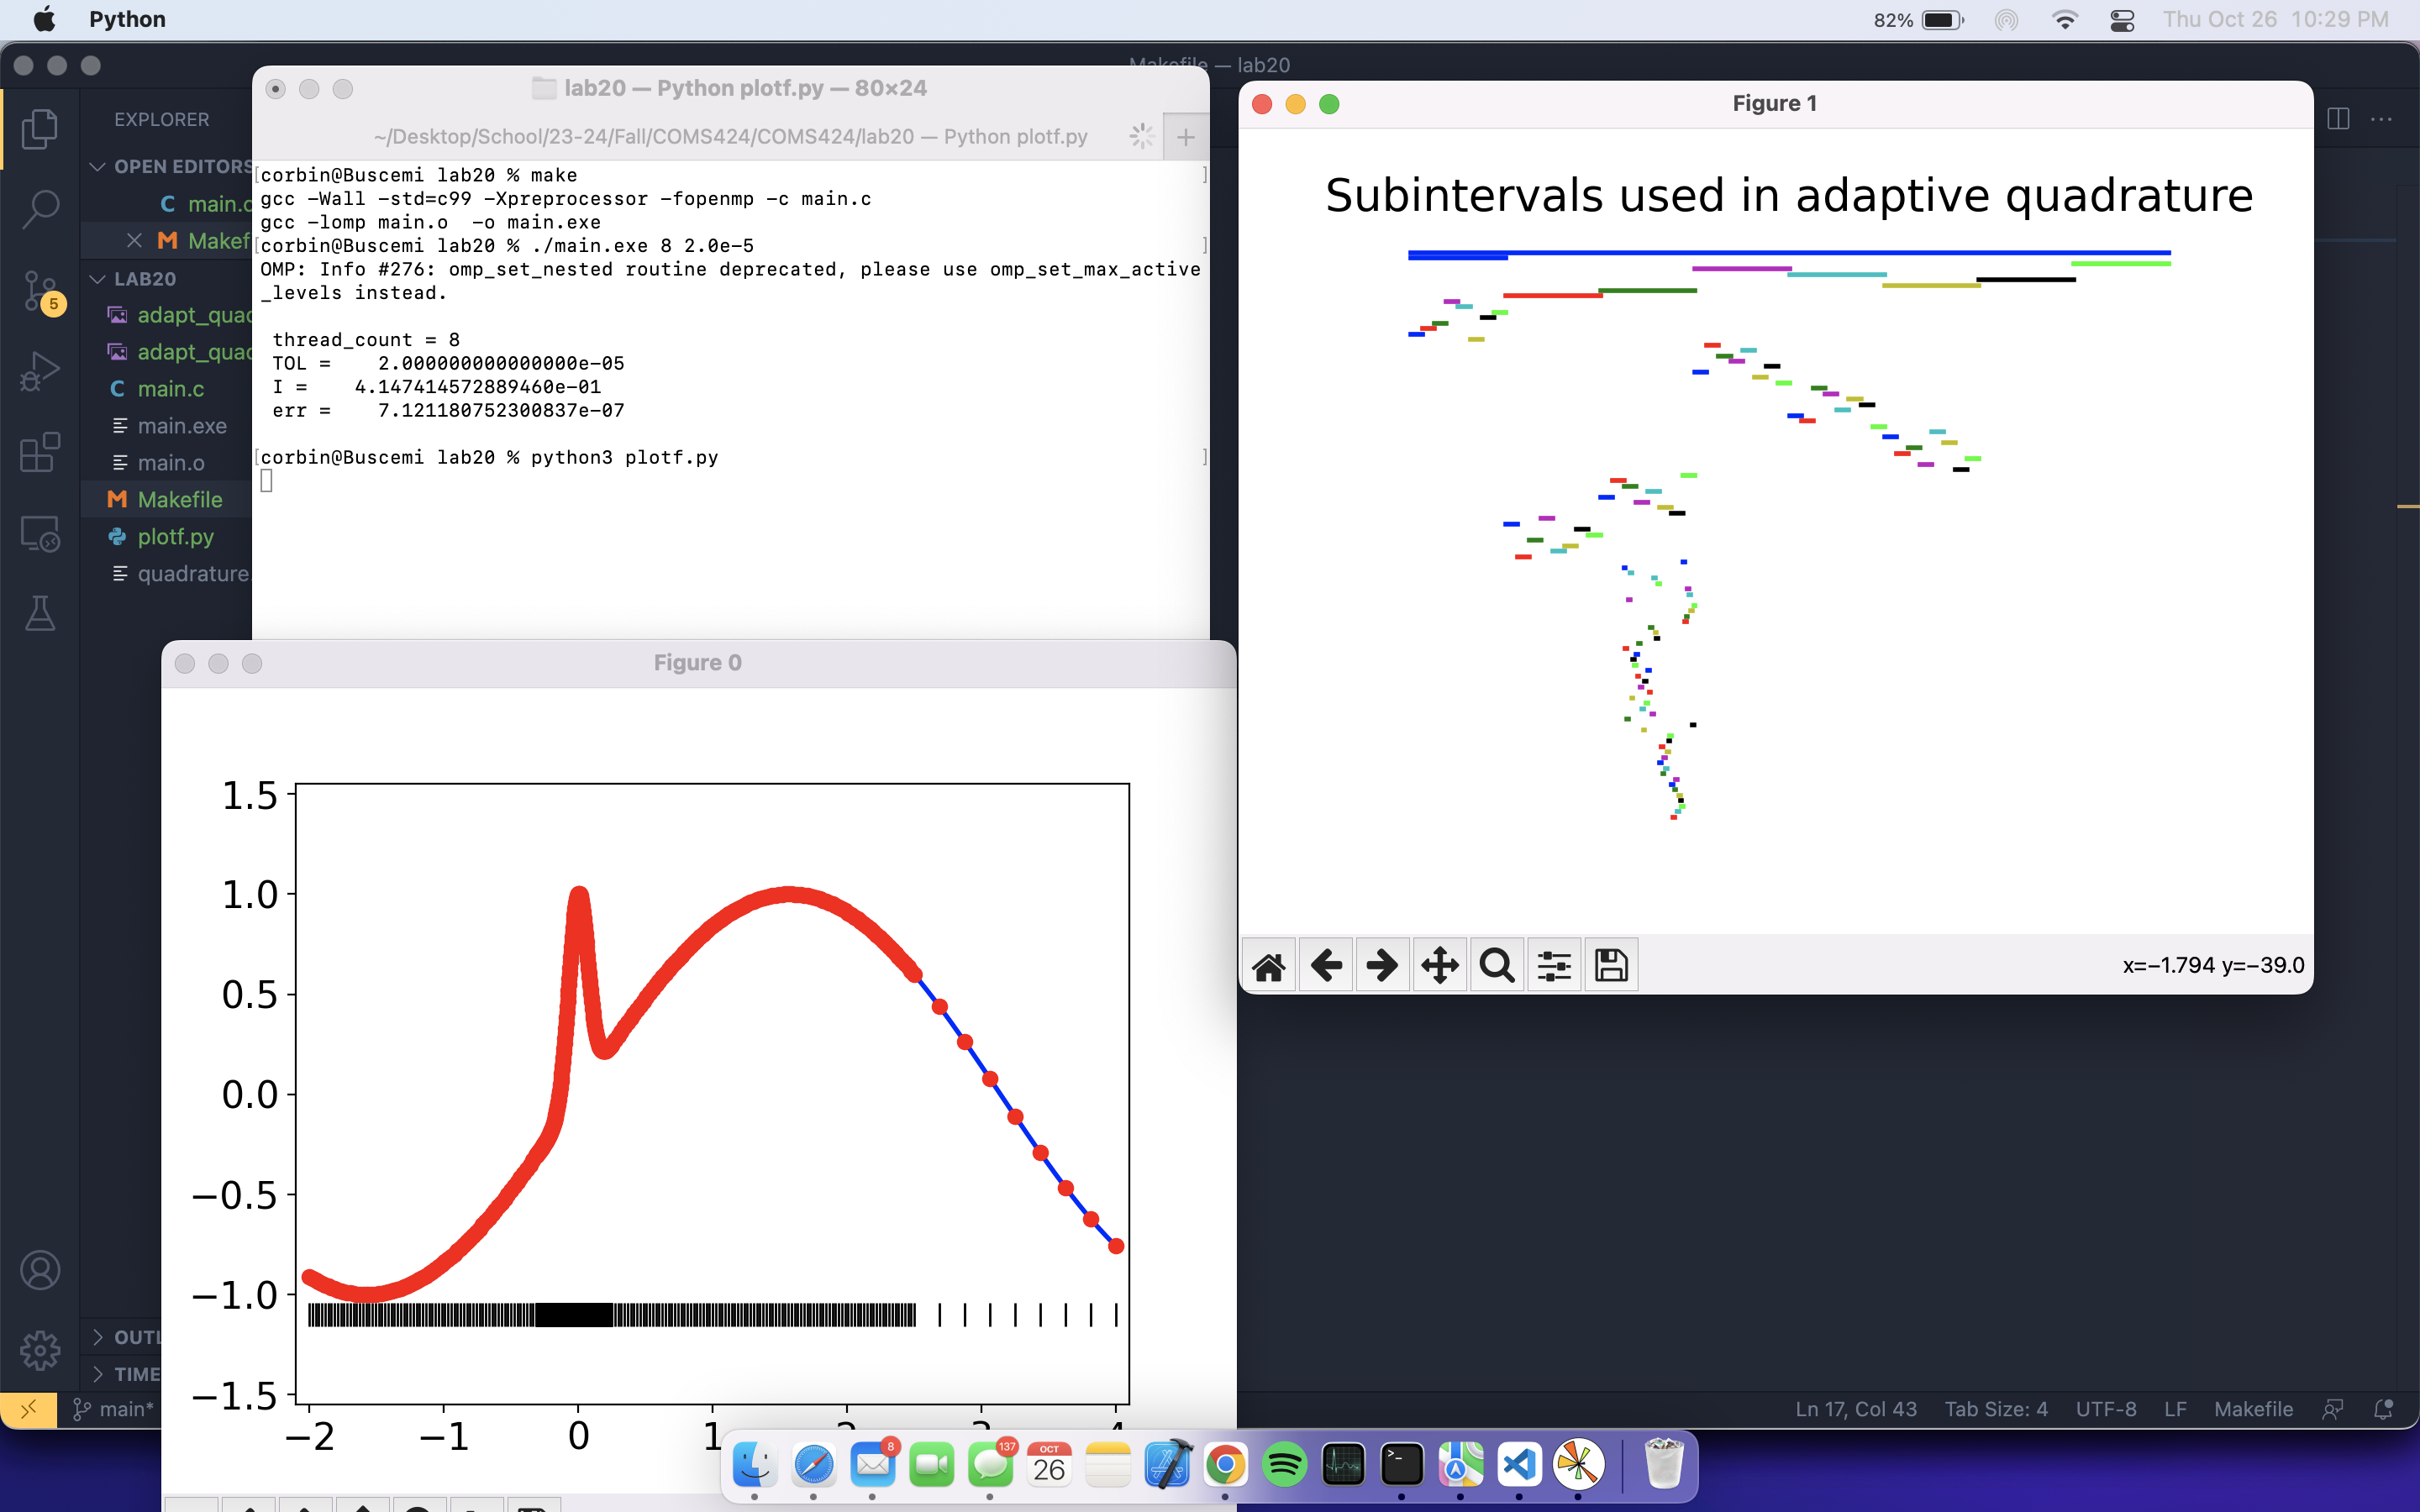 Python
82%
Thu Oct 26 10:29 PM
Makefile — lab20
EXPLORER
OPEN EDITORS
main.c
Makef
LAB20
5
adapt_quad
adapt_quad
main.c
main.exe
main.o
Makefile
plotf.py
quadrature.
OUTL
TIME
main*
Ln 17, Col 43
Tab Size: 4
UTF-8
LF
Makefile
lab20 — Python plotf.py — 80×24
~/Desktop/School/23-24/Fall/COMS424/COMS424/lab20 — Python plotf.py
[corbin@Buscemi lab20 % make ]
gcc -Wall -std=c99 -Xpreprocessor -fopenmp -c main.c
gcc -lomp main.o  -o main.exe
[corbin@Buscemi lab20 % ./main.exe 8 2.0e-5 ]
OMP: Info #276: omp_set_nested routine deprecated, please use omp_set_max_active
_levels instead.
thread_count = 8
TOL =    2.000000000000000e-05
I =    4.147414572889460e-01
err =    7.121180752300837e-07
[corbin@Buscemi lab20 % python3 plotf.py ]
Figure 1
Subintervals used in adaptive quadrature
x=−1.794 y=−39.0
Figure 0
1.5
1.0
0.5
0.0
−0.5
−1.0
−1.5
−2 −1 0 1 2 3 4
8
137
OCT
26